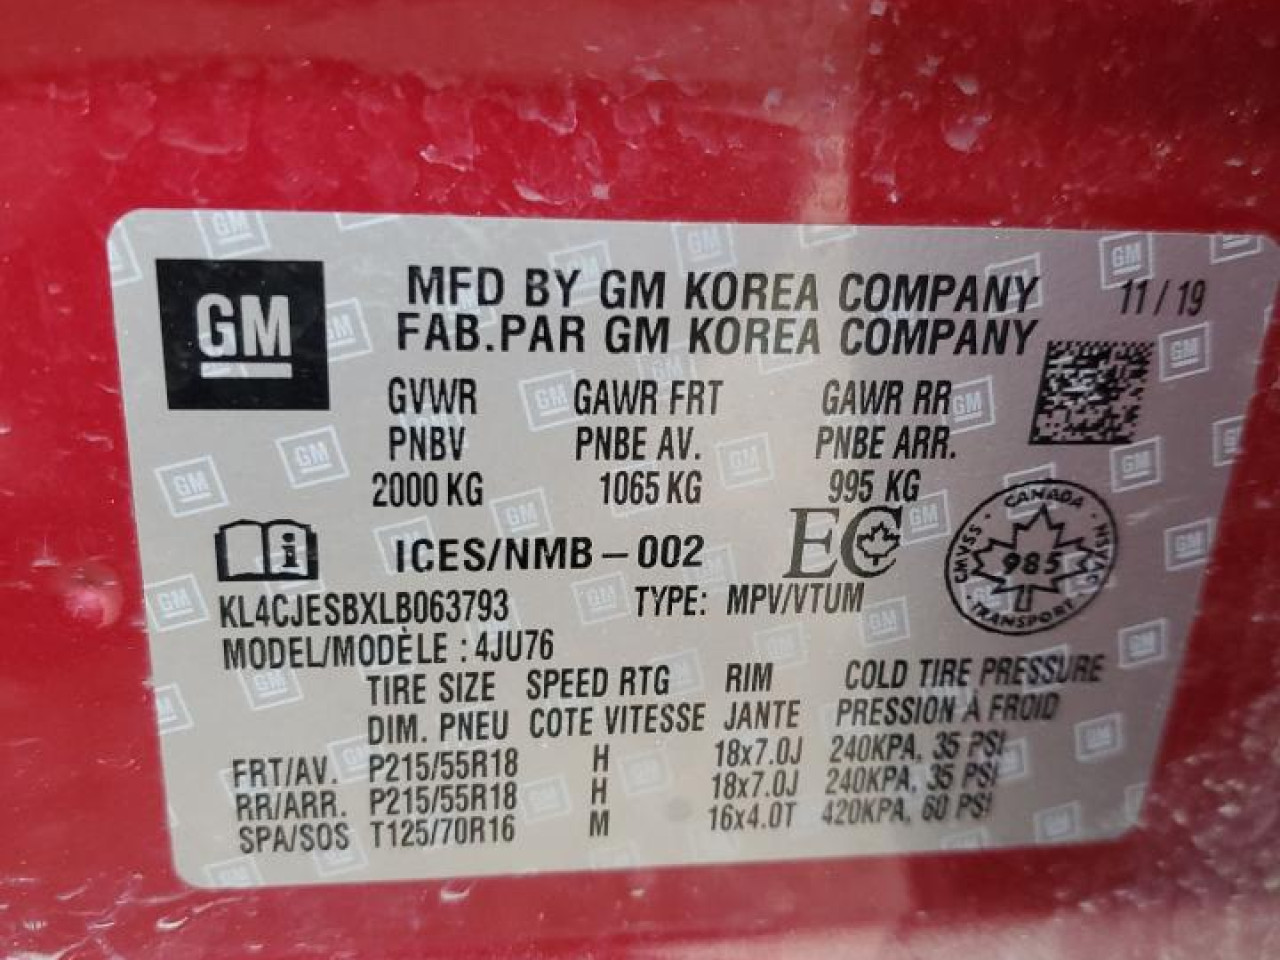 GM
MFD BY GM KOREA COMPANY 11/19
FAB.PAR GM KOREA COMPANY
GVWR GAWR FRT GAWR RR
PNBV PNBE AV. PNBE ARR.
2000 KG 1065 KG 995 KG
ICES/NMB-002 EC
CANADA
CMVSS 985 NSVAC
TRANSPORT
KL4CJESBXLB063793 TYPE: MPV/VTUM
MODEL/MODÈLE : 4JU76
TIRE SIZE SPEED RTG RIM COLD TIRE PRESSURE
DIM. PNEU COTE VITESSE JANTE PRESSION À FROID
FRT/AV. P215/55R18 H 18x7.0J 240KPA, 35 PSI
RR/ARR. P215/55R18 H 18x7.0J 240KPA, 35 PSI
SPA/SOS T125/70R16 M 16x4.0T 420KPA, 60 PSI